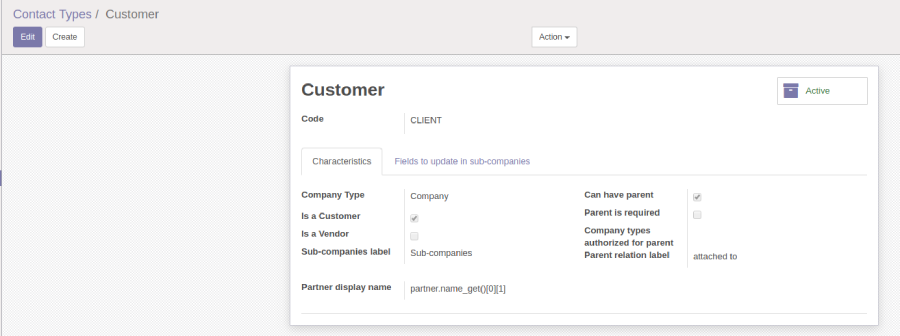 Contact Types / Customer
Edit Create Action
Customer
Active
Code CLIENT
Characteristics Fields to update in sub-companies
Company Type Company
Is a Customer
Is a Vendor
Sub-companies label Sub-companies
Partner display name partner.name_get()[0][1]
Can have parent
Parent is required
Company types
authorized for parent
Parent relation label attached to